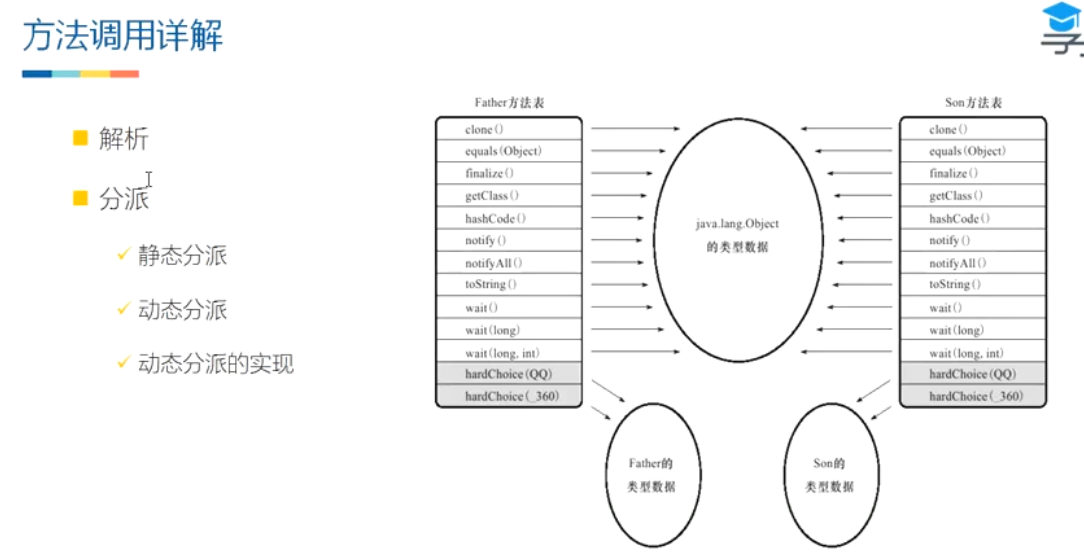 方法调用详解
解析
分派
静态分派
动态分派
动态分派的实现
Father方法表
clone()
equals(Object)
finalize()
getClass()
hashCode()
notify()
notifyAll()
toString()
wait()
wait(long)
wait(long, int)
hardChoice(QQ)
hardChoice(_360)
java.lang.Object
的类型数据
Son方法表
clone()
equals(Object)
finalize()
getClass()
hashCode()
notify()
notifyAll()
toString()
wait()
wait(long)
wait(long, int)
hardChoice(QQ)
hardChoice(_360)
Father的
类型数据
Son的
类型数据